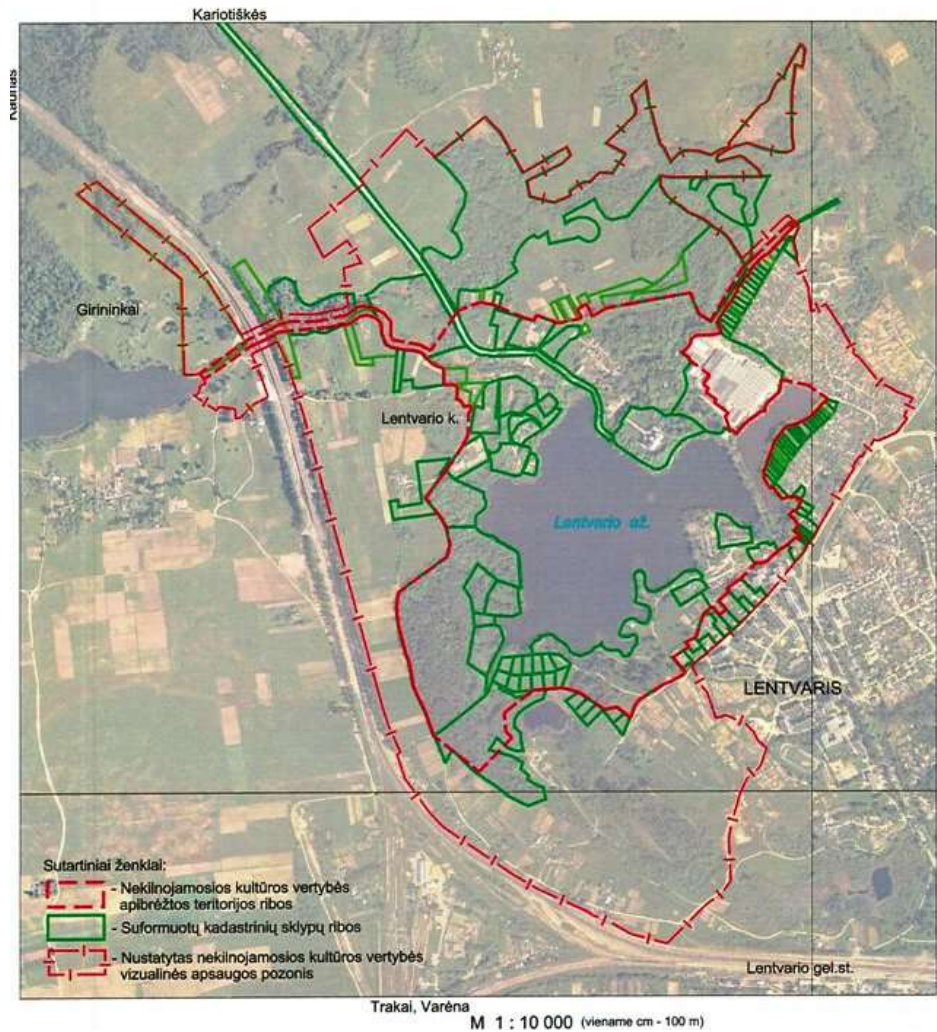 Kariotiškės
Kaunas
Girininkai
Lentvario k.
Lentvario ež.
LENTVARIS
Sutartiniai ženklai:
- Nekilnojamosios kultūros vertybės
apibrėžtos teritorijos ribos
- Suformuotų kadastrinių sklypų ribos
- Nustatytas nekilnojamosios kultūros vertybės
vizualinės apsaugos pozonis
Lentvario gel.st.
Trakai, Varėna
M 1 : 10 000 (viename cm - 100 m)